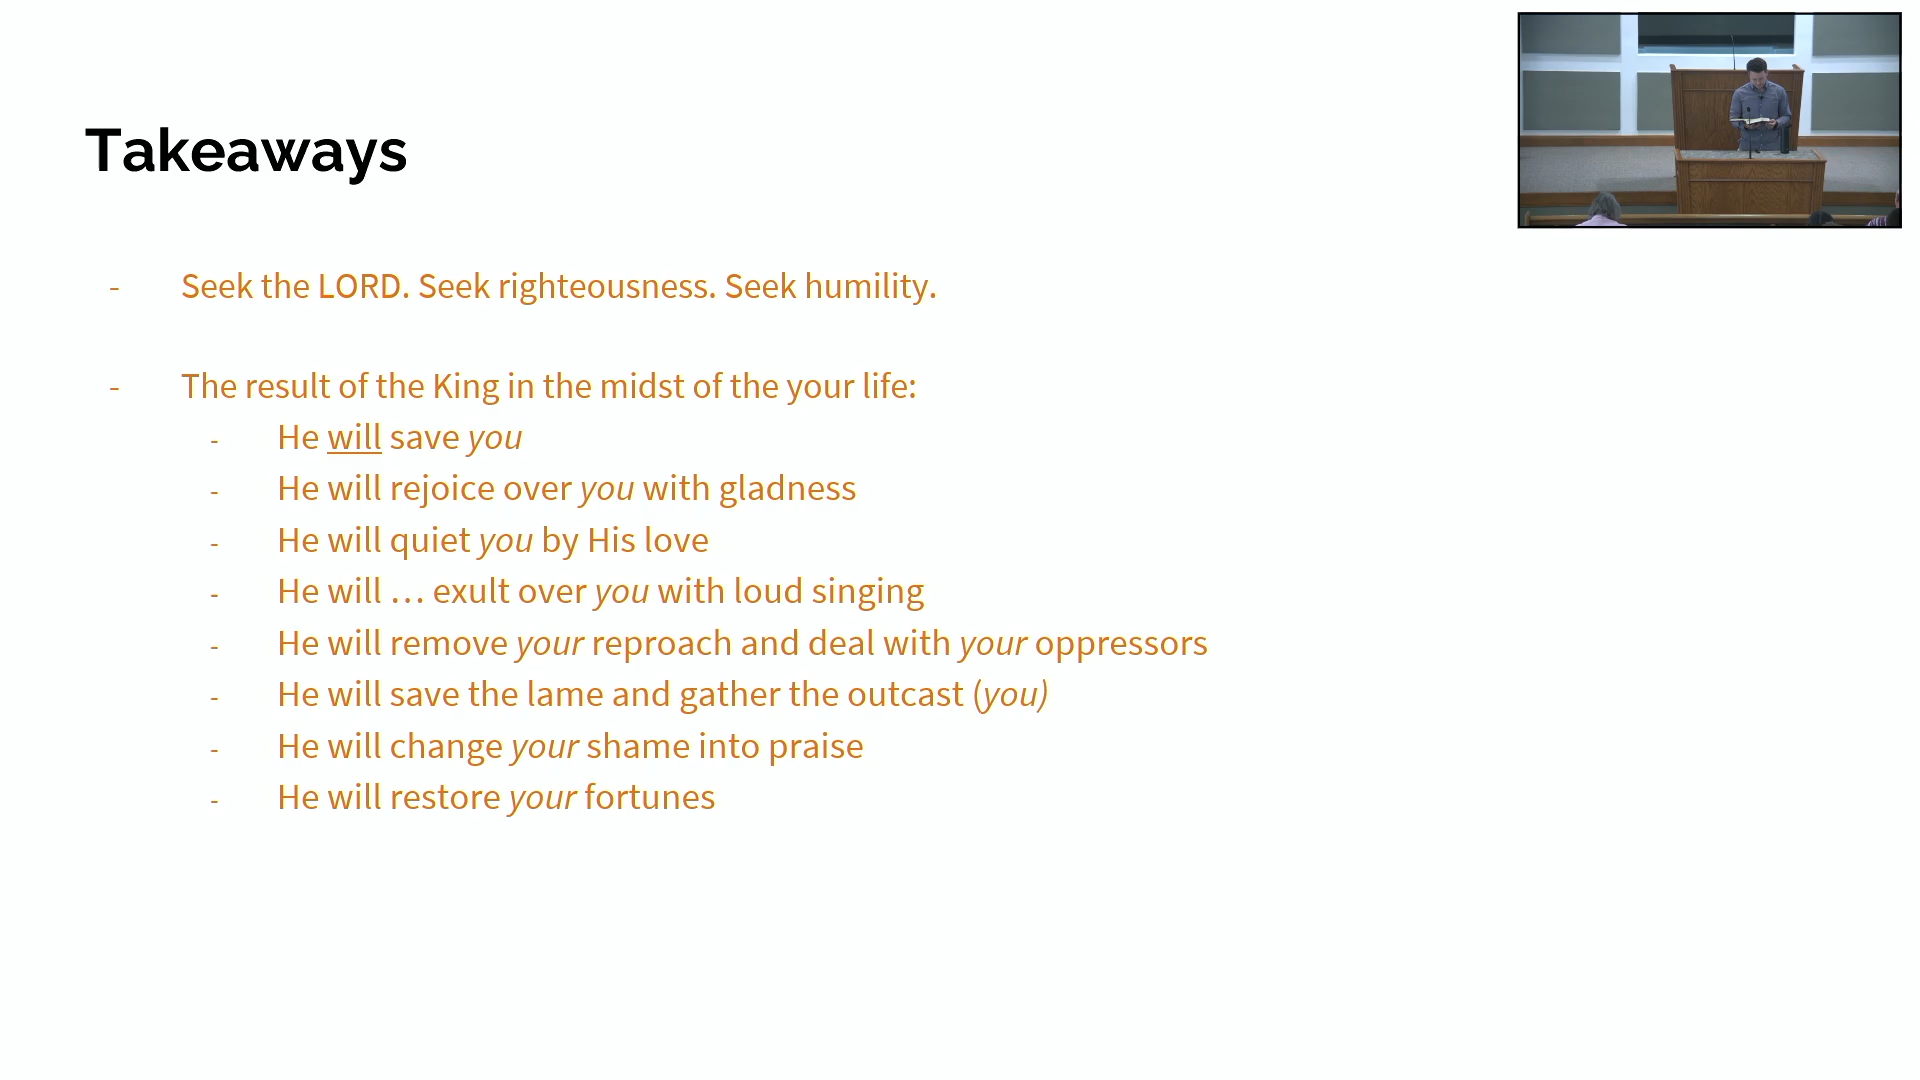 Takeaways
- Seek the LORD. Seek righteousness. Seek humility.
- The result of the King in the midst of the your life:
- He will save you
- He will rejoice over you with gladness
- He will quiet you by His love
- He will … exult over you with loud singing
- He will remove your reproach and deal with your oppressors
- He will save the lame and gather the outcast (you)
- He will change your shame into praise
- He will restore your fortunes